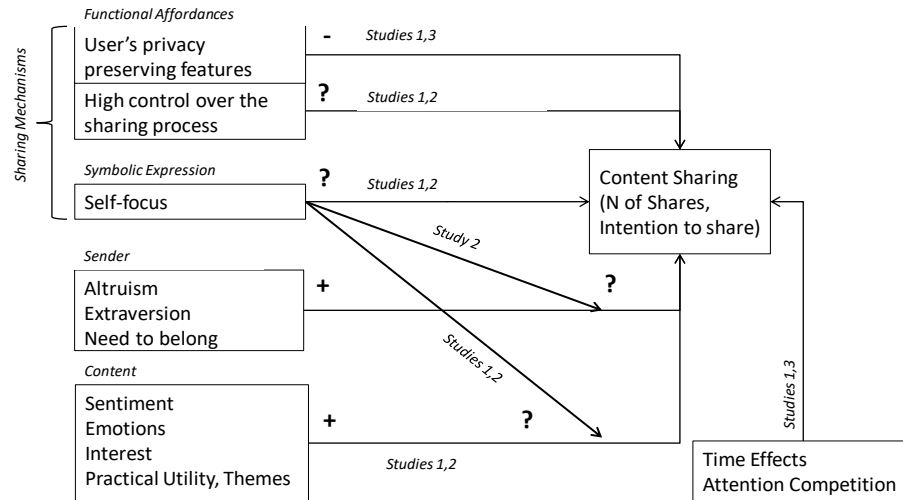 Functional Affordances
Sharing Mechanisms
User's privacy
preserving features
-
Studies 1,3
High control over the
sharing process
?
Studies 1,2
Symbolic Expression
Self-focus
?
Studies 1,2
Content Sharing
(N of Shares,
Intention to share)
Study 2
Sender
Altruism
Extraversion
Need to belong
+
?
Studies 1,2
Content
Sentiment
Emotions
Interest
Practical Utility, Themes
+
?
Studies 1,2
Studies 1,3
Time Effects
Attention Competition